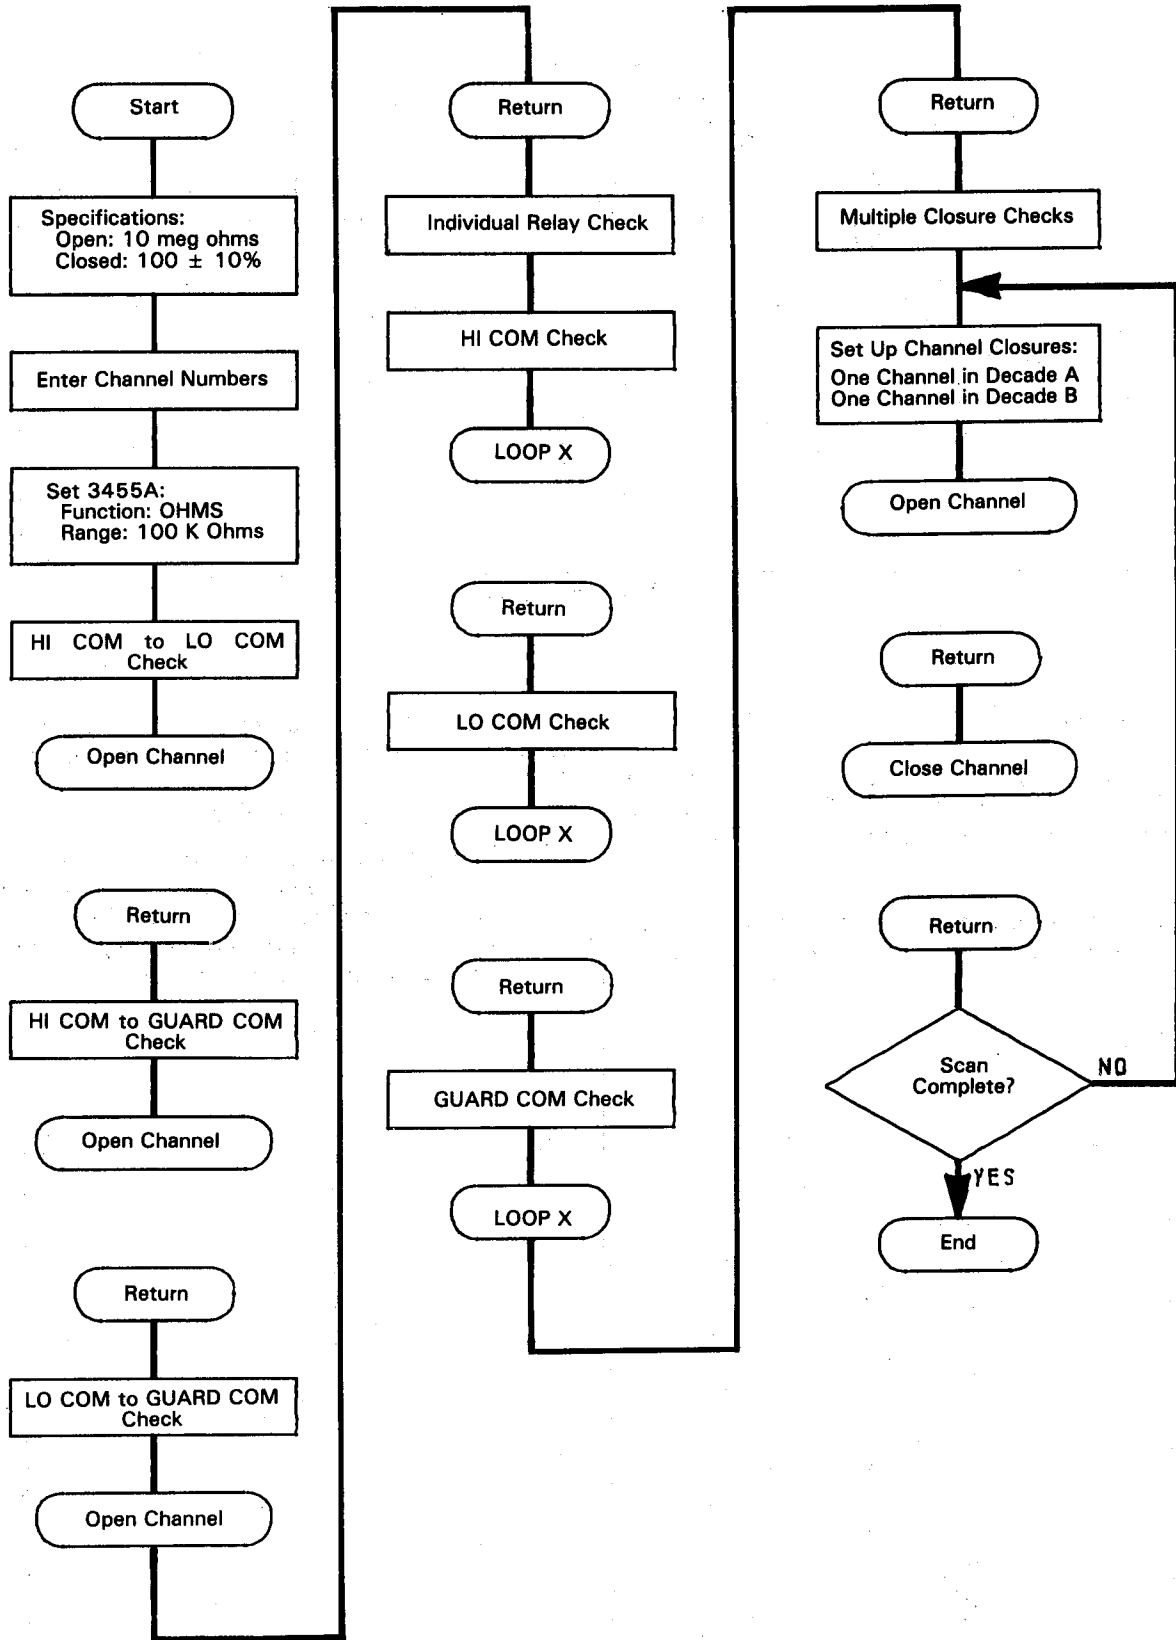 Start
Specifications:
Open: 10 meg ohms
Closed: 100 ± 10%
Enter Channel Numbers
Set 3455A:
Function: OHMS
Range: 100 K Ohms
HI COM to LO COM
Check
Open Channel
Return
HI COM to GUARD COM
Check
Open Channel
Return
LO COM to GUARD COM
Check
Open Channel
Return
Individual Relay Check
HI COM Check
LOOP X
Return
LO COM Check
LOOP X
Return
GUARD COM Check
LOOP X
Return
Multiple Closure Checks
Set Up Channel Closures:
One Channel in Decade A
One Channel in Decade B
Open Channel
Return
Close Channel
Return
Scan
Complete?
NO
YES
End